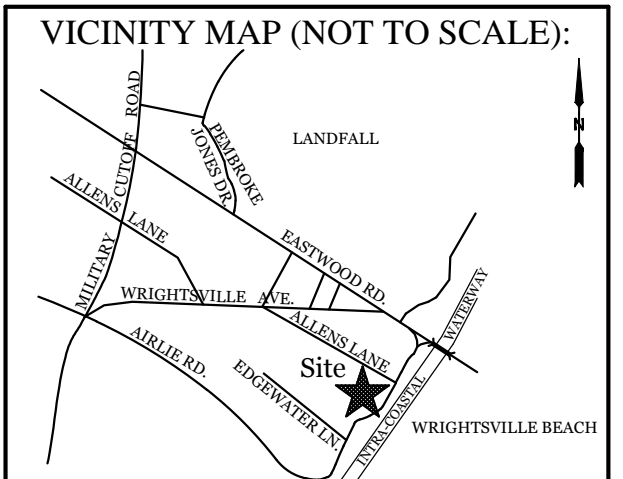 VICINITY MAP (NOT TO SCALE):
MILITARY CUTOFF ROAD
PEMBROKE
JONES DR.
LANDFALL
N
ALLENS LANE
EASTWOOD RD.
WRIGHTSVILLE AVE.
ALLENS LANE
AIRLIE RD.
Site
EDGEWATER LN.
INTRA-COASTAL WATERWAY
WRIGHTSVILLE BEACH